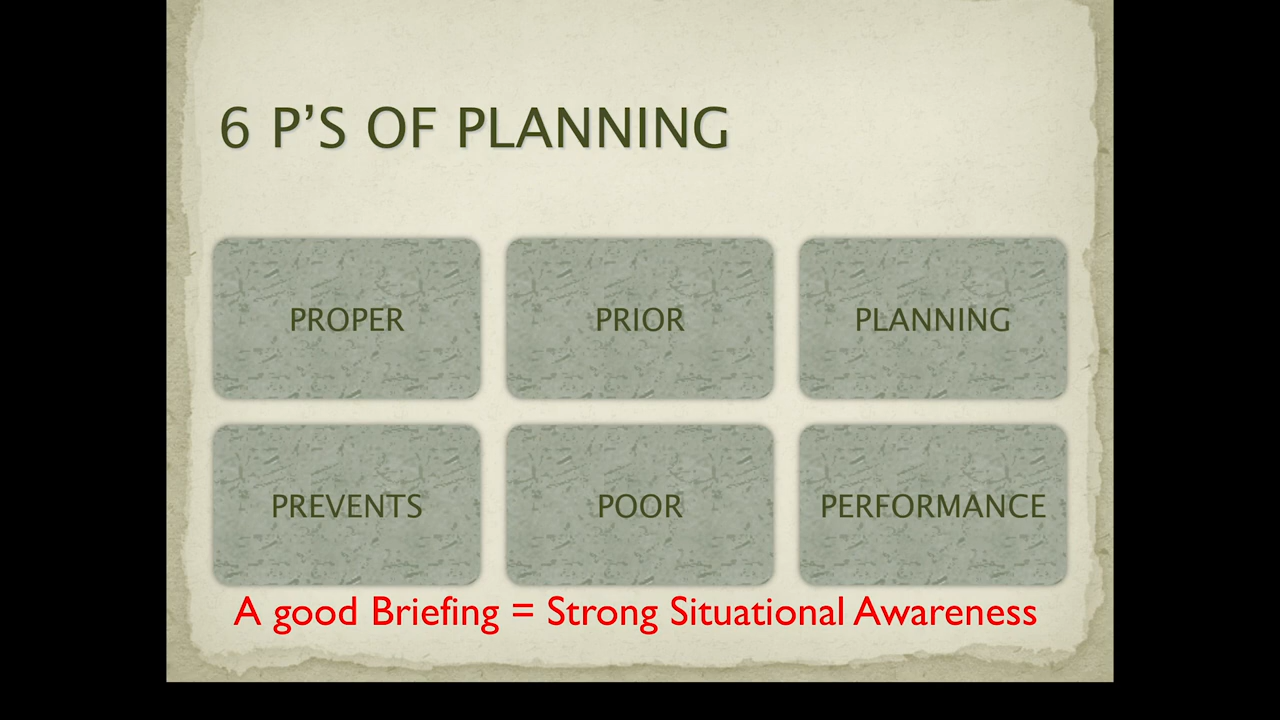 6 P’S OF PLANNING
PROPER
PRIOR
PLANNING
PREVENTS
POOR
PERFORMANCE
A good Briefing = Strong Situational Awareness